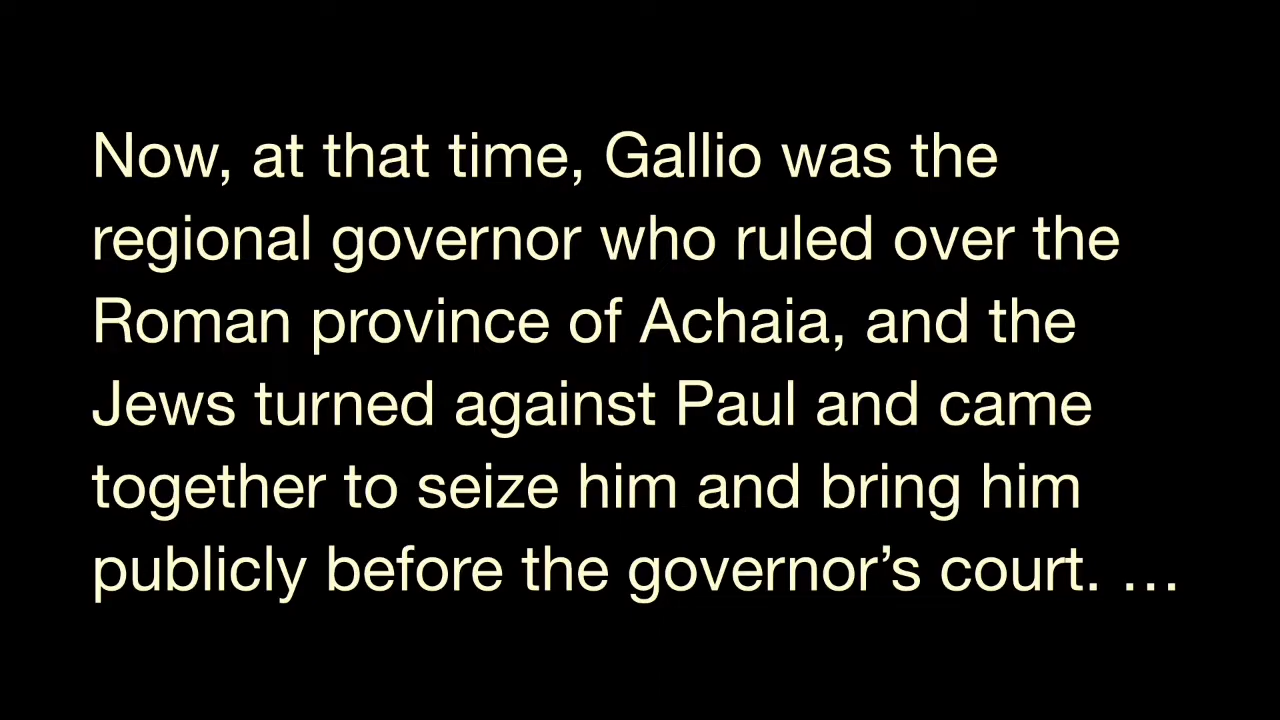 Now, at that time, Gallio was the
regional governor who ruled over the
Roman province of Achaia, and the
Jews turned against Paul and came
together to seize him and bring him
publicly before the governor’s court. …